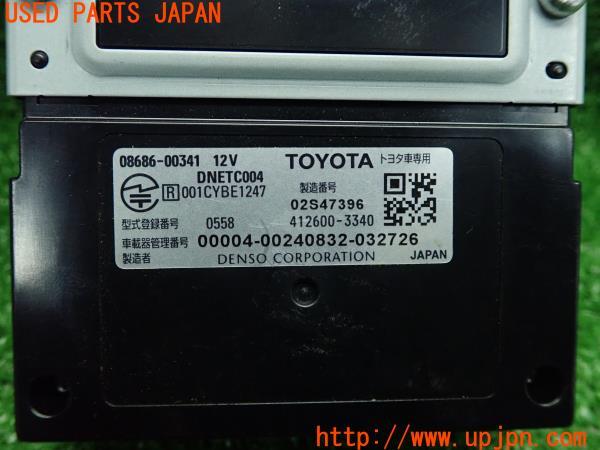 USED PARTS JAPAN
08686-00341 12V TOYOTA トヨタ車専用
DNETC004
R 001CYBE1247 製造番号
02S47396
型式登録番号 0558 412600-3340
車載器管理番号 00004-00240832-032726
製造者 DENSO CORPORATION JAPAN
http://www.upjpn.com